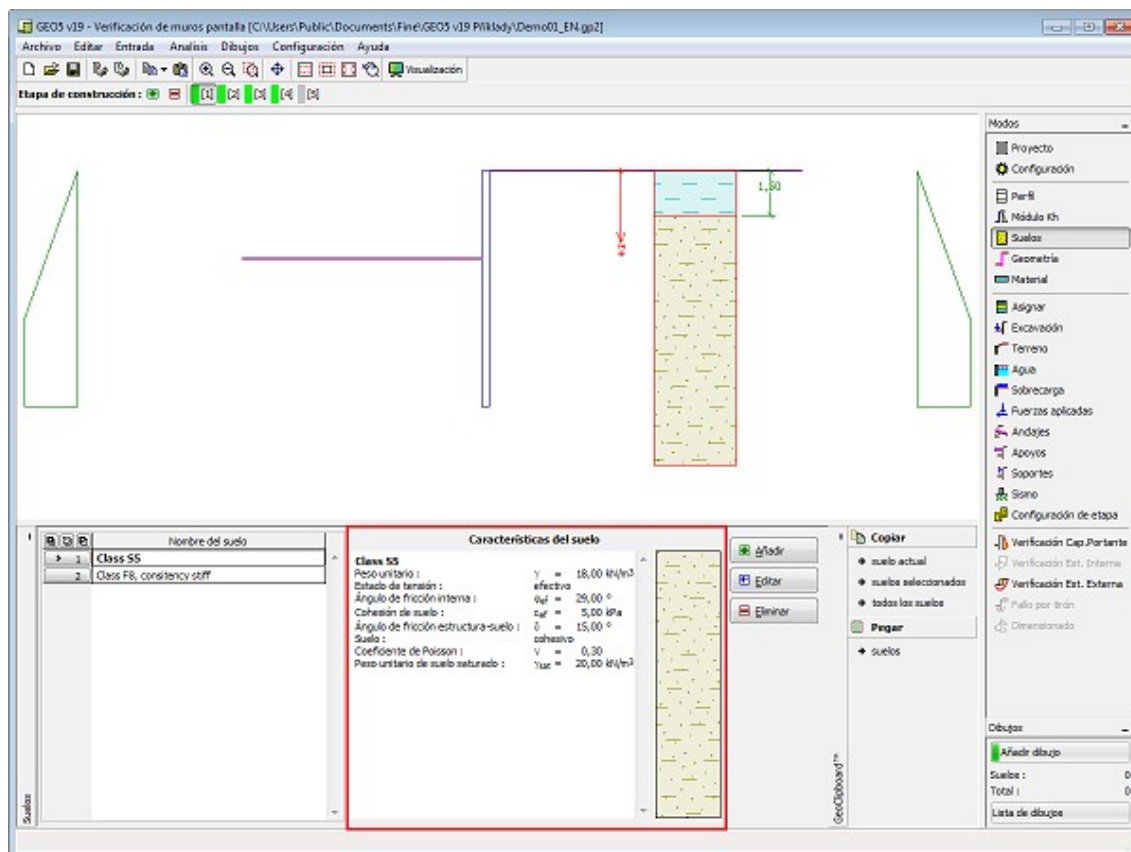 GEO5 v19 - Verificación de muros pantalla [C:\Users\Public\Documents\Fine\GEO5 v19 Příklady\Demo01_EN.gp2]
Archivo Editar Entrada Analisis Dibujos Configuración Ayuda
Visualización
Etapa de construcción : [1] [2] [3] [4] [5]
1,50
+z
Modos
Proyecto
Configuración
Perfil
Módulo Kh
Suelos
Geometría
Material
Asignar
Excavación
Terreno
Agua
Sobrecarga
Fuerzas aplicadas
Anclajes
Apoyos
Soportes
Sismo
Configuración de etapa
Verificación Cap.Portante
Verificación Est. Interna
Verificación Est. Externa
Fallo por tirón
Dimensionado
Dibujos
Añadir dibujo
Suelos : 0
Total : 0
Lista de dibujos
Suelos
Nombre del suelo
1 Class S5
2 Class F8, consitency stiff
Características del suelo
Class S5
Peso unitario : γ = 18,00 kN/m3
Estado de tensión : efectivo
Ángulo de fricción interna : φef = 29,00 °
Cohesión de suelo : cef = 5,00 kPa
Ángulo de fricción estructura-suelo : δ = 15,00 °
Suelo : cohesivo
Coeficiente de Poisson : ν = 0,30
Peso unitario de suelo saturado : γsat = 20,00 kN/m3
Añadir
Editar
Eliminar
GeoClipboard™
Copiar
suelo actual
suelos seleccionados
todos los suelos
Pegar
suelos